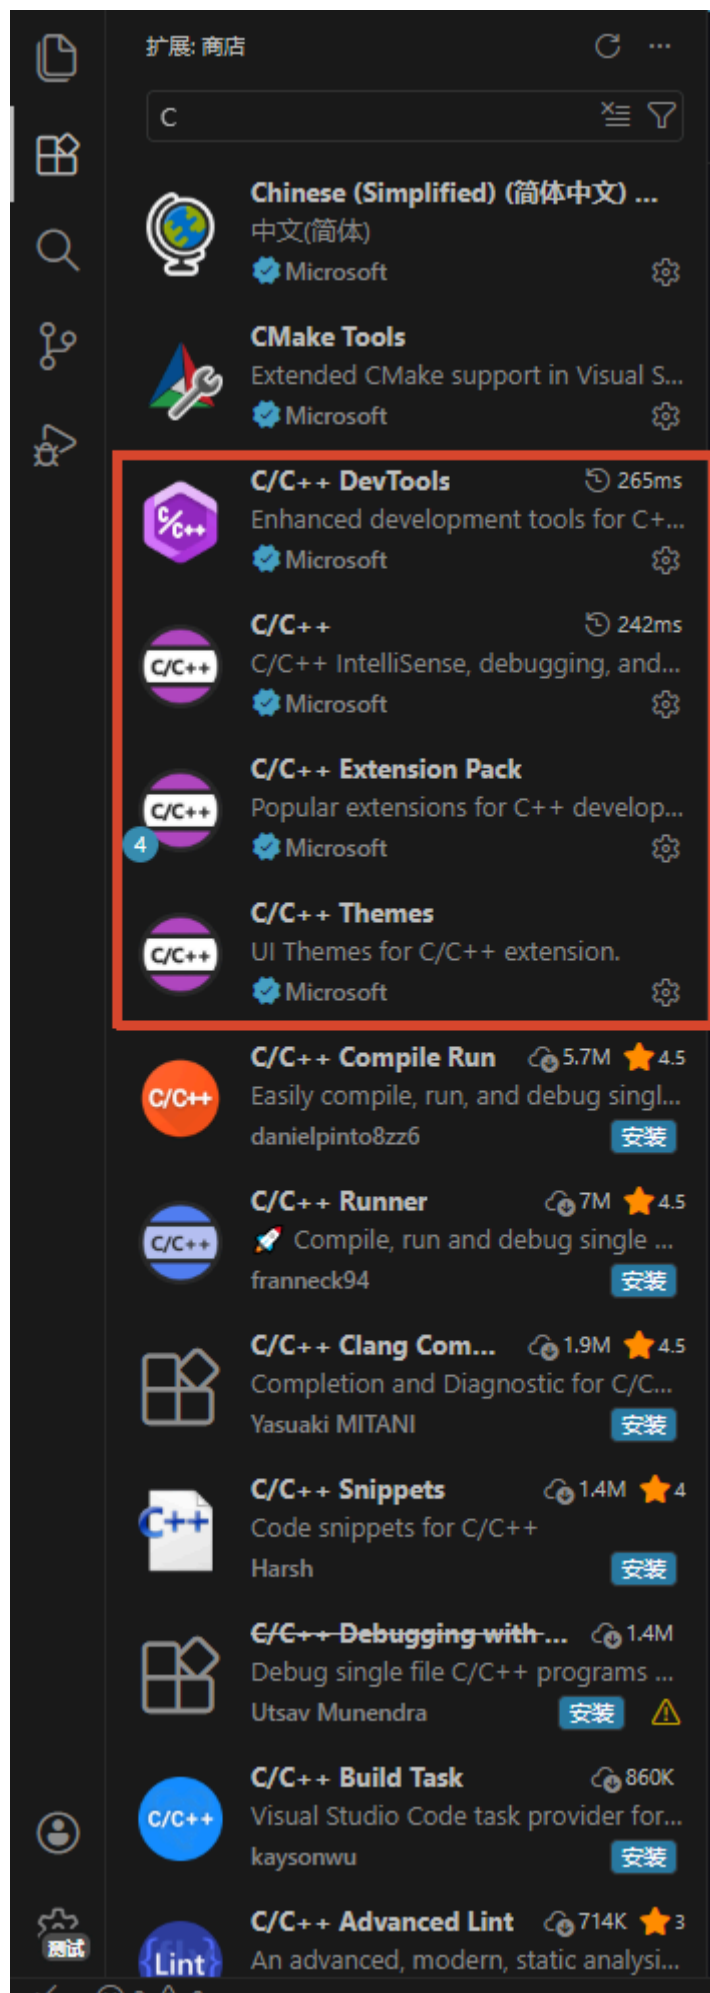 扩展: 商店
C
Chinese (Simplified) (简体中文) ...
中文(简体)
Microsoft
CMake Tools
Extended CMake support in Visual S...
Microsoft
C/C++ DevTools 265ms
Enhanced development tools for C+...
Microsoft
C/C++ 242ms
C/C++ IntelliSense, debugging, and...
Microsoft
C/C++ Extension Pack
Popular extensions for C++ develop...
4 Microsoft
C/C++ Themes
UI Themes for C/C++ extension.
Microsoft
C/C++ Compile Run 5.7M 4.5
Easily compile, run, and debug singl...
danielpinto8zz6 安装
C/C++ Runner 7M 4.5
🚀 Compile, run and debug single ...
franneck94 安装
C/C++ Clang Com... 1.9M 4.5
Completion and Diagnostic for C/C...
Yasuaki MITANI 安装
C/C++ Snippets 1.4M 4
Code snippets for C/C++
Harsh 安装
C/C++ Debugging with ... 1.4M
Debug single file C/C++ programs ...
Utsav Munendra 安装
C/C++ Build Task 860K
Visual Studio Code task provider for...
kaysonwu 安装
C/C++ Advanced Lint 714K 3
An advanced, modern, static analysi...
测试
C/C++
C/C++
C/C++
C/C++
C/C++
C/C++
C++
C/C++
Lint